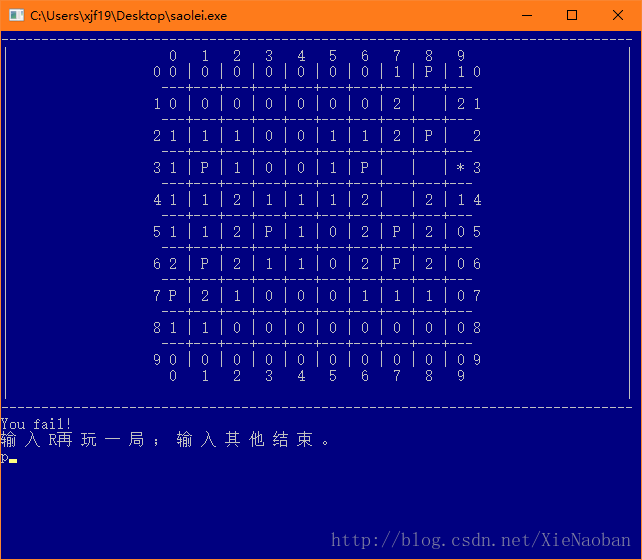 C:\Users\xjf19\Desktop\saolei.exe
0 1 2 3 4 5 6 7 8 9
0 0 | 0 | 0 | 0 | 0 | 0 | 0 | 1 | P | 1 0
---+---+---+---+---+---+---+---+---+---
1 0 | 0 | 0 | 0 | 0 | 0 | 0 | 2 |   | 2 1
---+---+---+---+---+---+---+---+---+---
2 1 | 1 | 1 | 0 | 0 | 1 | 1 | 2 | P |   2
---+---+---+---+---+---+---+---+---+---
3 1 | P | 1 | 0 | 0 | 1 | P |   |   | * 3
---+---+---+---+---+---+---+---+---+---
4 1 | 1 | 2 | 1 | 1 | 1 | 2 |   | 2 | 1 4
---+---+---+---+---+---+---+---+---+---
5 1 | 1 | 2 | P | 1 | 0 | 2 | P | 2 | 0 5
---+---+---+---+---+---+---+---+---+---
6 2 | P | 2 | 1 | 1 | 0 | 2 | P | 2 | 0 6
---+---+---+---+---+---+---+---+---+---
7 P | 2 | 1 | 0 | 0 | 0 | 1 | 1 | 1 | 0 7
---+---+---+---+---+---+---+---+---+---
8 1 | 1 | 0 | 0 | 0 | 0 | 0 | 0 | 0 | 0 8
---+---+---+---+---+---+---+---+---+---
9 0 | 0 | 0 | 0 | 0 | 0 | 0 | 0 | 0 | 0 9
0 1 2 3 4 5 6 7 8 9
You fail!
输入R再玩一局；输入其他结束。
p
http://blog.csdn.net/XieNaoban